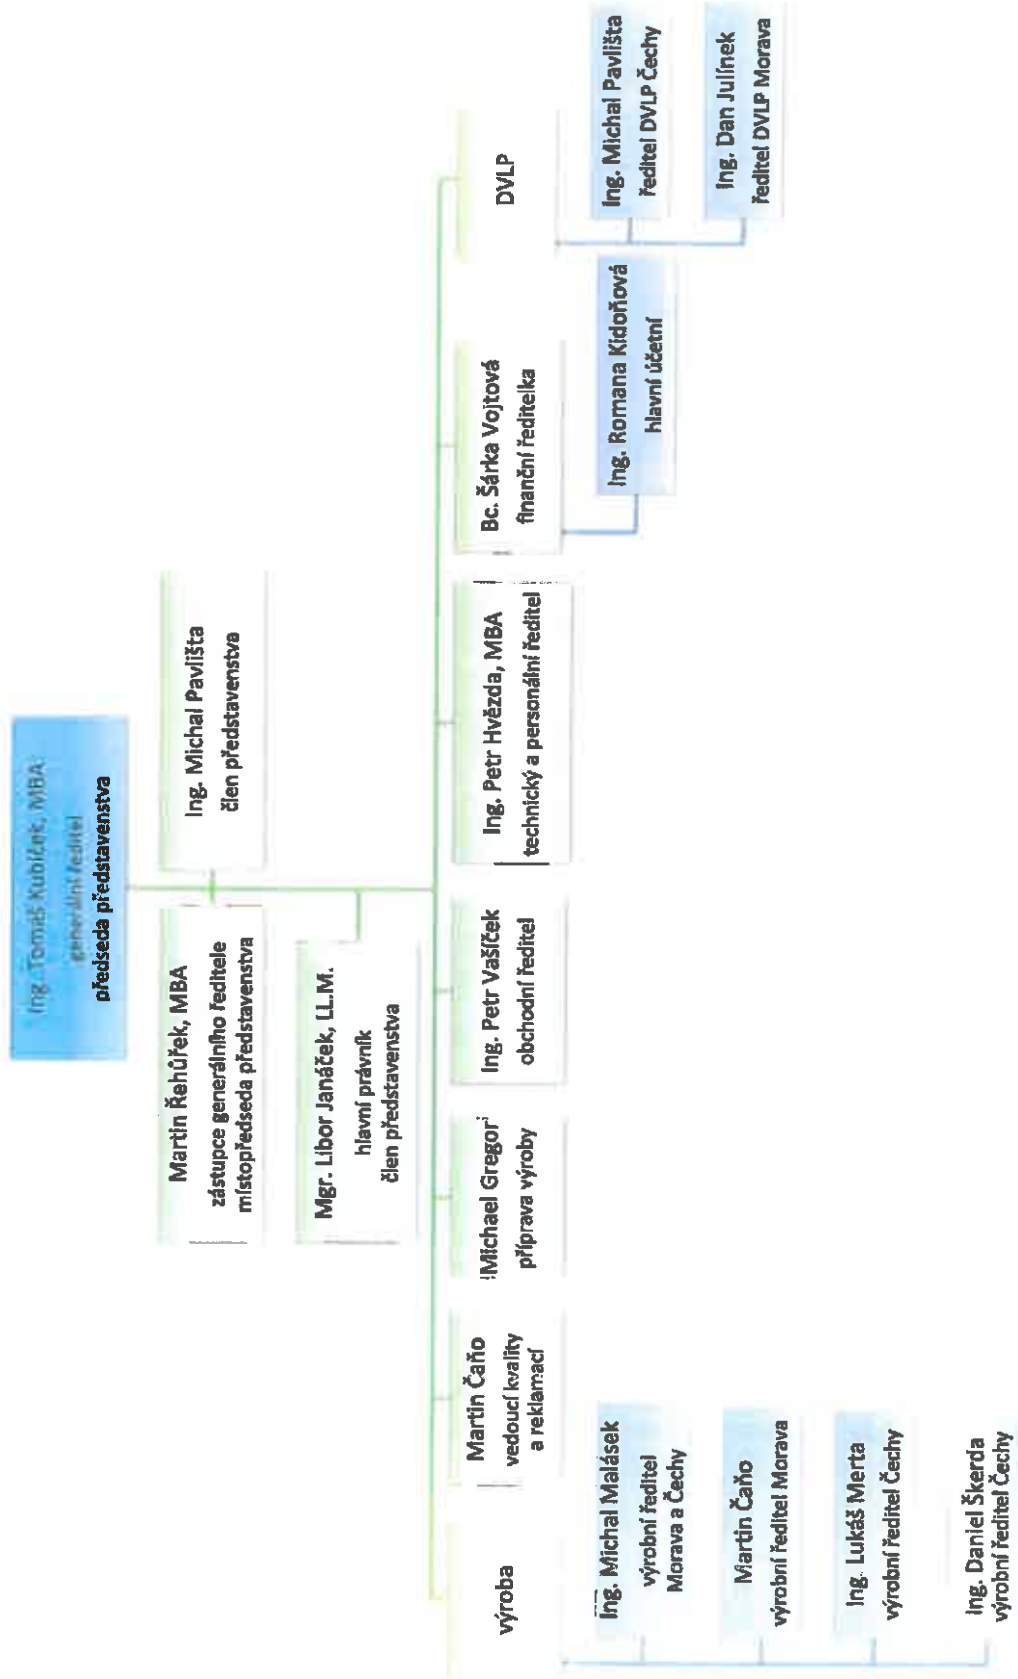 Ing. Tomáš Kubíček, MBA
generální ředitel
předseda představenstva
Martin Řehůřek, MBA
zástupce generálního ředitele
místopředseda představenstva
Ing. Michal Pavlišta
člen představenstva
Mgr. Libor Janáček, LL.M.
hlavní právník
člen představenstva
výroba
Martin Čaňo
vedoucí kvality
a reklamací
Michael Gregor
příprava výroby
Ing. Petr Vašíček
obchodní ředitel
Ing. Petr Hvězda, MBA
technický a personální ředitel
Bc. Šárka Vojtová
finanční ředitelka
DVLP
Ing. Michal Malásek
výrobní ředitel
Morava a Čechy
Martin Čaňo
výrobní ředitel Morava
Ing. Lukáš Merta
výrobní ředitel Čechy
Ing. Daniel Škerda
výrobní ředitel Čechy
Ing. Romana Kidoňová
hlavní účetní
Ing. Michal Pavlišta
ředitel DVLP Čechy
Ing. Dan Julínek
ředitel DVLP Morava